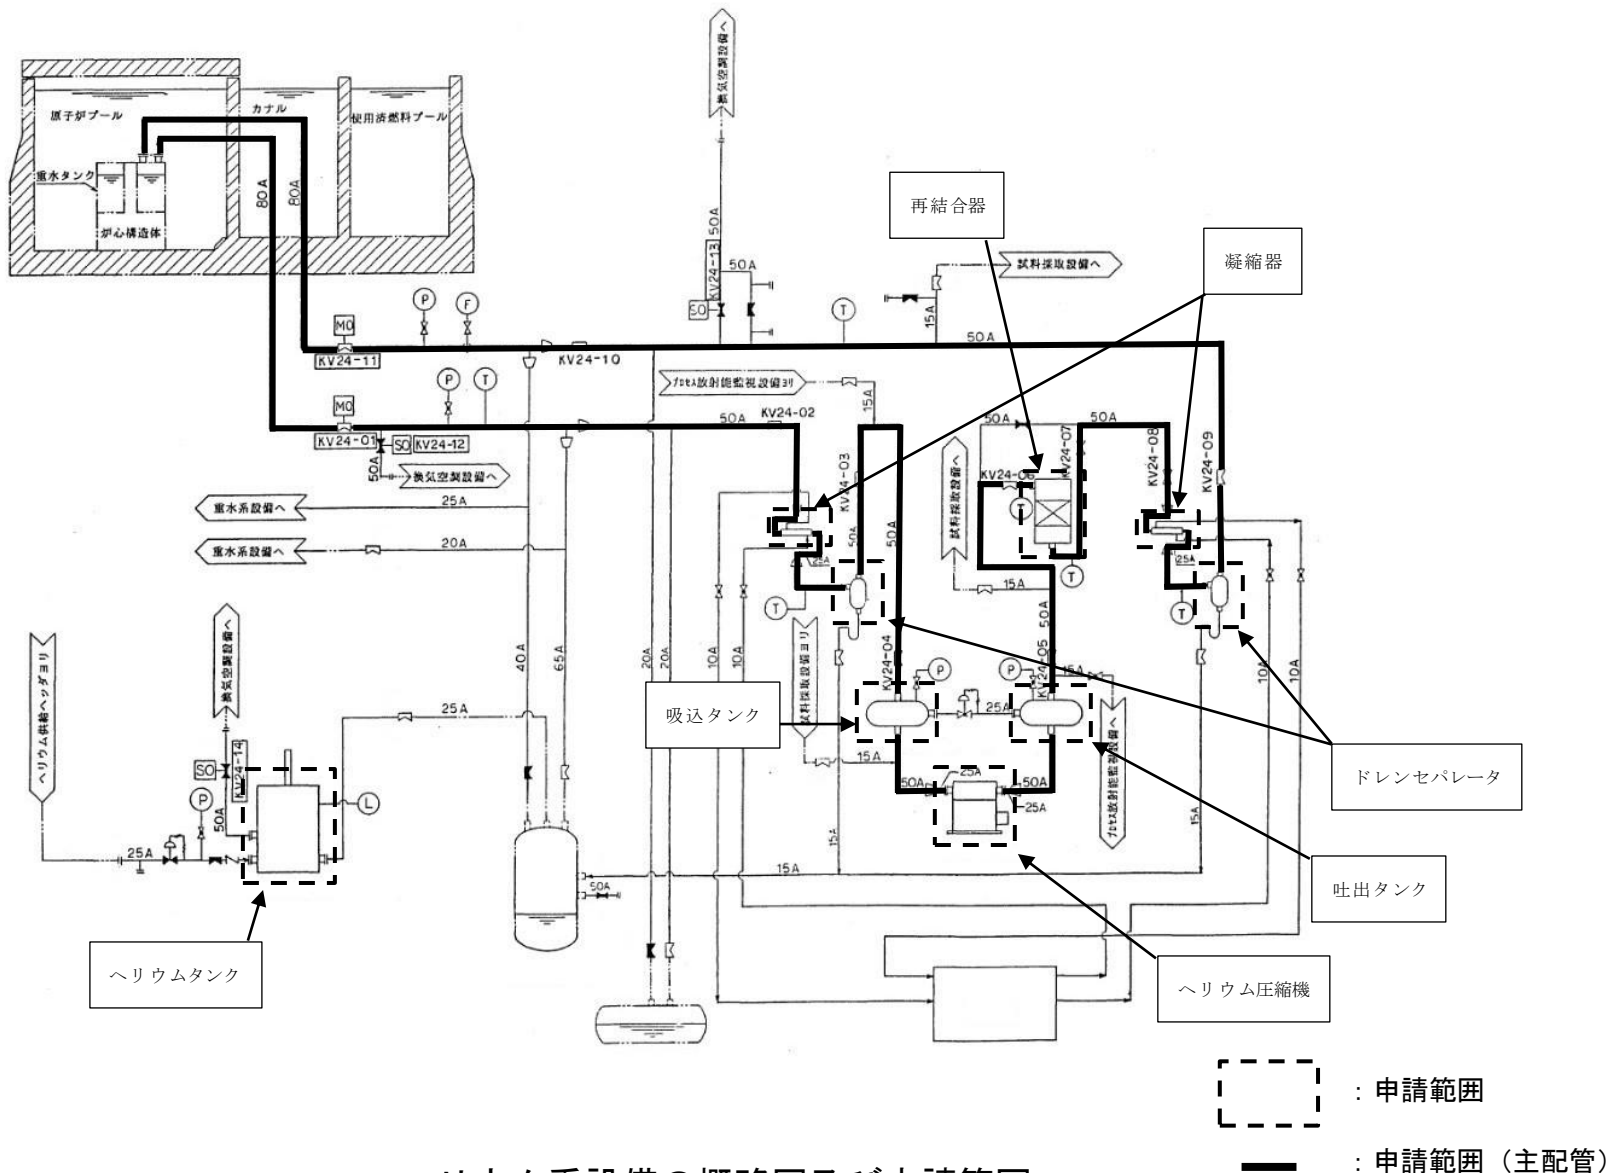 換気空調設備へ
原子炉プール
カナル
使用済燃料プール
重水タンク
炉心構造体
80A
80A
50A
KV24-13
50A
SO
再結合器
凝縮器
試料採取設備へ
15A
P
F
T
MO
KV24-11
KV24-10
50A
P
T
プロセス放射能監視設備ヨリ
15A
MO
KV24-01
SO
KV24-12
50A
換気空調設備へ
50A
KV24-02
KV24-03
50A
50A
25A
50A
50A
KV24-07
KV24-08
KV24-09
試料採取設備へ
T
T
15A
50A
25A
T
重水系設備へ
25A
重水系設備へ
20A
T
40A
65A
20A
20A
10A
10A
試料採取設備ヨリ
KV24-04
P
P
KV24-05
15A
10A
10A
ヘリウム供給ヘッダヨリ
換気空調設備へ
25A
吸込タンク
25A
プロセス放射能監視設備へ
ドレンセパレータ
SO
KV24-14
P
50A
L
15A
50A
25A
50A
25A
15A
15A
25A
15A
50A
吐出タンク
ヘリウムタンク
ヘリウム圧縮機
：申請範囲
：申請範囲（主配管）